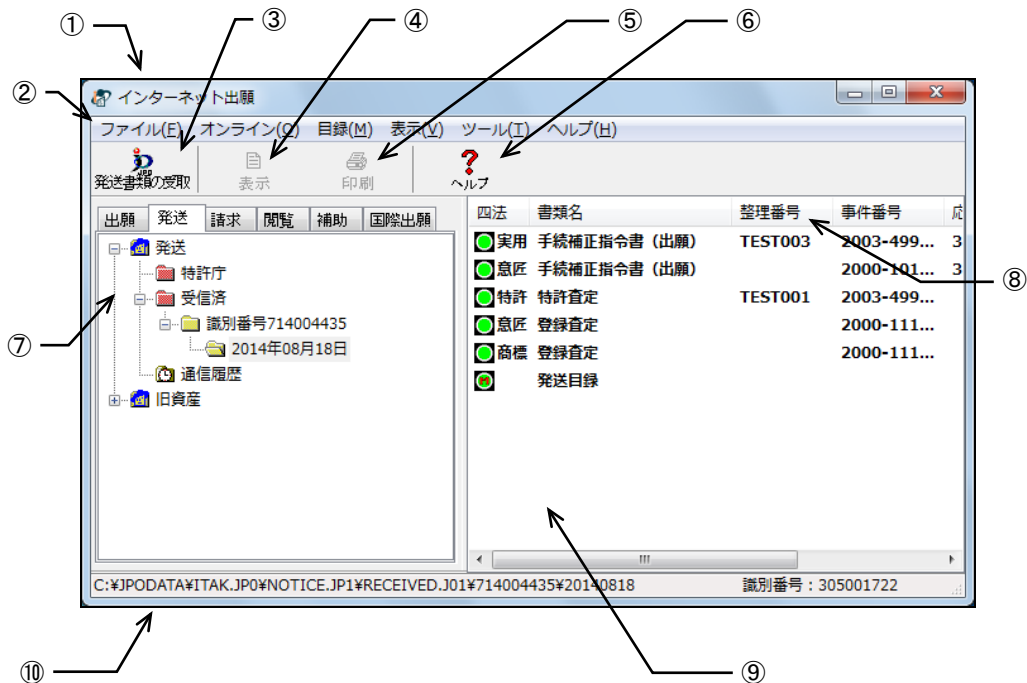 ① ③ ④ ⑤ ⑥
②
インターネット出願
ファイル(F) オンライン(O) 目録(M) 表示(V) ツール(T) ヘルプ(H)
発送書類の受取 表示 印刷 ヘルプ
出願 発送 請求 閲覧 補助 国際出願
発送
特許庁
受信済
識別番号714004435
2014年08月18日
通信履歴
旧資産
⑦
四法 書類名 整理番号 事件番号
実用 手続補正指令書（出願） TEST003 2003-499... 3
意匠 手続補正指令書（出願） 2000-101... 3
特許 特許査定 TEST001 2003-499...
意匠 登録査定 2000-111...
商標 登録査定 2000-111...
発送目録
⑧
C:¥JPODATA¥ITAK.JP0¥NOTICE.JP1¥RECEIVED.J01¥714004435¥20140818 識別番号：305001722
⑩ ⑨